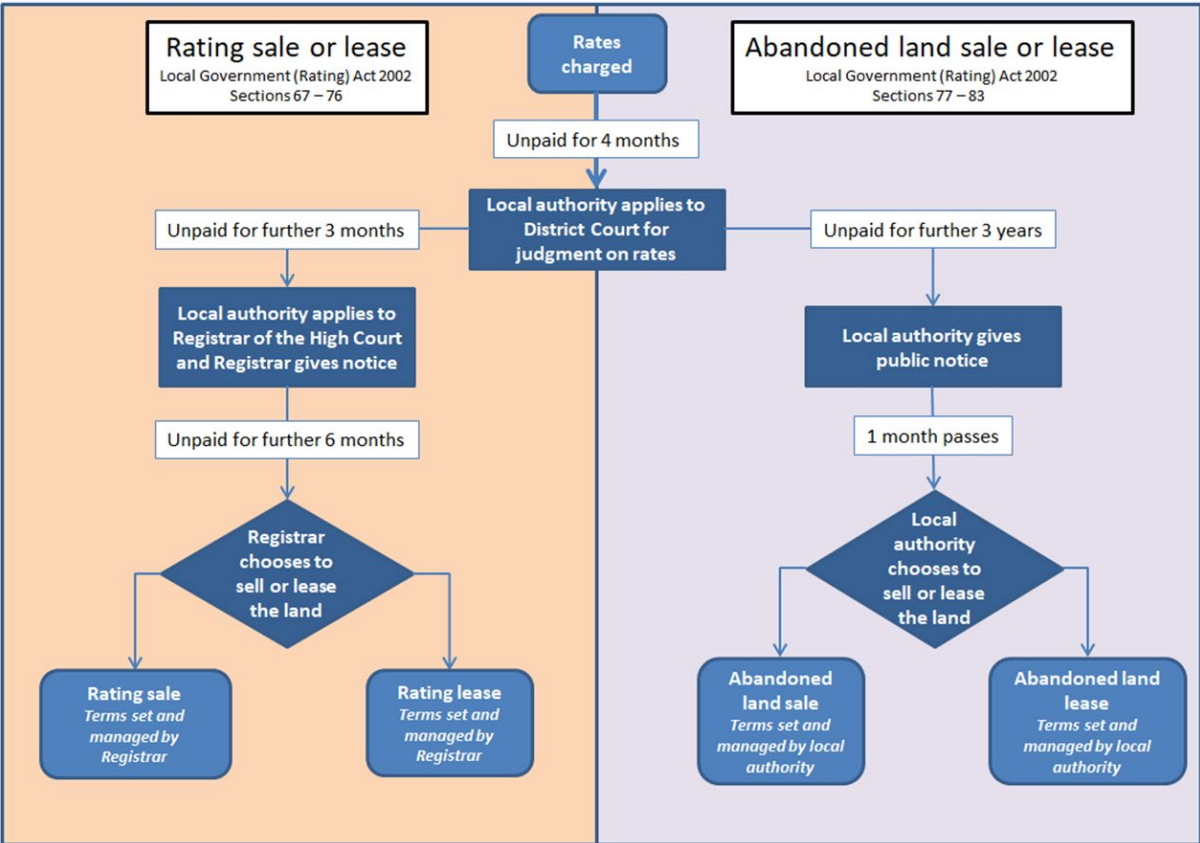 Rating sale or lease
Local Government (Rating) Act 2002
Sections 67 – 76
Rates
charged
Abandoned land sale or lease
Local Government (Rating) Act 2002
Sections 77 – 83
Unpaid for 4 months
Local authority applies to
District Court for
judgment on rates
Unpaid for further 3 months
Local authority applies to
Registrar of the High Court
and Registrar gives notice
Unpaid for further 6 months
Registrar
chooses to
sell or lease
the land
Rating sale
Terms set and
managed by
Registrar
Rating lease
Terms set and
managed by
Registrar
Unpaid for further 3 years
Local authority gives
public notice
1 month passes
Local
authority
chooses to
sell or lease
the land
Abandoned
land sale
Terms set and
managed by local
authority
Abandoned land
lease
Terms set and
managed by local
authority